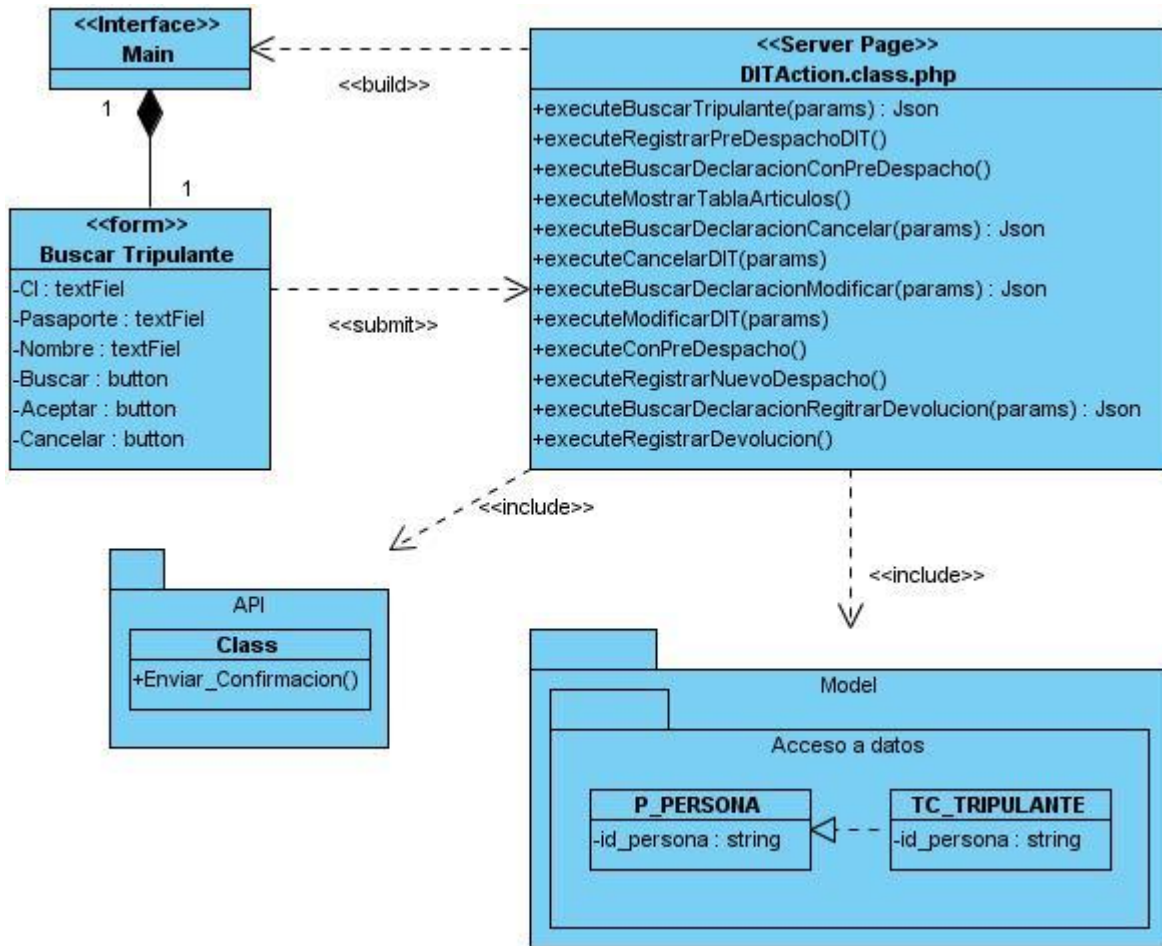 <<Interface>>
Main
<<build>>
1
1
<<form>>
Buscar Tripulante
-CI : textFiel
-Pasaporte : textFiel
-Nombre : textFiel
-Buscar : button
-Aceptar : button
-Cancelar : button
<<submit>>
<<Server Page>>
DITAction.class.php
+executeBuscarTripulante(params) : Json
+executeRegistrarPreDespachoDIT()
+executeBuscarDeclaracionConPreDespacho()
+executeMostrarTablaArticulos()
+executeBuscarDeclaracionCancelar(params) : Json
+executeCancelarDIT(params)
+executeBuscarDeclaracionModificar(params) : Json
+executeModificarDIT(params)
+executeConPreDespacho()
+executeRegistrarNuevoDespacho()
+executeBuscarDeclaracionRegitrarDevolucion(params) : Json
+executeRegistrarDevolucion()
<<include>>
<<include>>
API
Class
+Enviar_Confirmacion()
Model
Acceso a datos
P_PERSONA
-id_persona : string
TC_TRIPULANTE
-id_persona : string